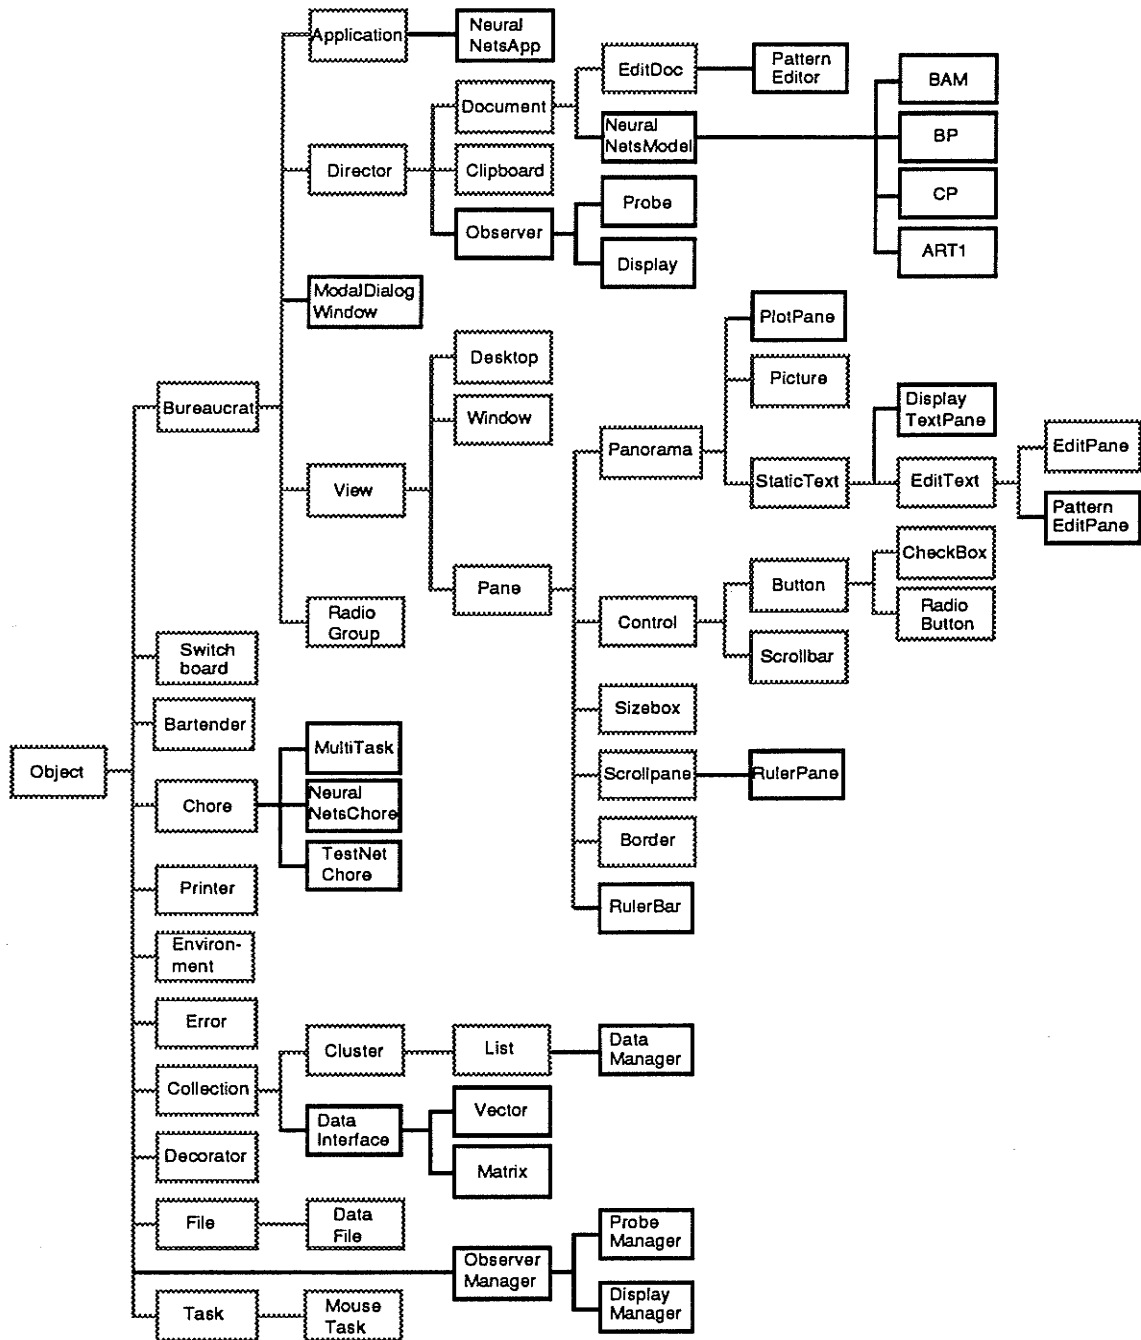 Application
Neural
NetsApp
EditDoc
Pattern
Editor
BAM
Document
Neural
NetsModel
BP
Director
Clipboard
CP
Probe
Observer
ART1
Display
ModalDialog
Window
PlotPane
Desktop
Picture
Bureaucrat
Window
Display
TextPane
Panorama
EditPane
View
StaticText
EditText
Pattern
EditPane
CheckBox
Pane
Button
Radio
Group
Control
Radio
Button
Switch
board
Scrollbar
Bartender
Sizebox
Object
MultiTask
Scrollpane
RulerPane
Chore
Neural
NetsChore
Border
TestNet
Chore
Printer
RulerBar
Environ-
ment
Error
Cluster
List
Data
Manager
Collection
Data
Interface
Vector
Decorator
Matrix
File
Data
File
Probe
Manager
Observer
Manager
Display
Manager
Task
Mouse
Task